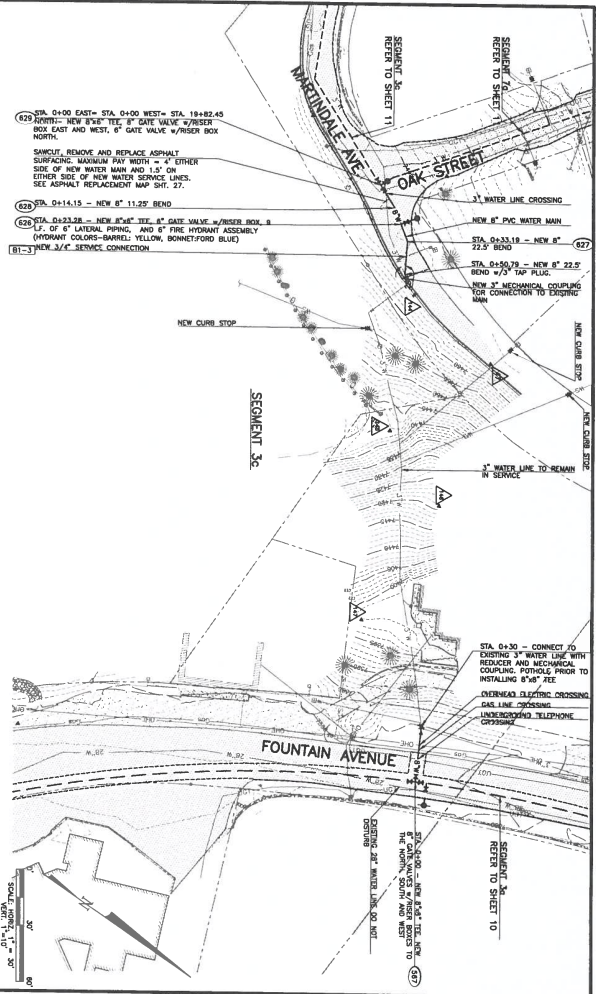 SEGMENT 3c
REFER TO SHEET 11
SEGMENT 7a
REFER TO SHEET
MARTINDALE AVE
OAK STREET
8"W
629
STA. 0+00 EAST= STA. 0+00 WEST= STA. 19+82.45
NORTH- NEW 8"x6" TEE, 8" GATE VALVE w/RISER
BOX EAST AND WEST, 6" GATE VALVE w/RISER BOX
NORTH.
SAWCUT, REMOVE AND REPLACE ASPHALT
SURFACING. MAXIMUM PAY WIDTH = 4' EITHER
SIDE OF NEW WATER MAIN AND 1.5' ON
EITHER SIDE OF NEW WATER SERVICE LINES.
SEE ASPHALT REPLACEMENT MAP SHT. 27.
628
STA. 0+14.15 - NEW 8" 11.25' BEND
626
STA. 0+23.28 - NEW 8"x6" TEE, 6" GATE VALVE w/RISER BOX, 9
L.F. OF 6" LATERAL PIPING, AND 6" FIRE HYDRANT ASSEMBLY
(HYDRANT COLORS-BARREL: YELLOW, BONNET:FORD BLUE)
B1-3
NEW 3/4" SERVICE CONNECTION
3" WATER LINE CROSSING
NEW 8" PVC WATER MAIN
STA. 0+33.19 - NEW 8"
22.5' BEND
627
STA. 0+50.79 - NEW 8" 22.5'
BEND w/3" TAP PLUG.
NEW 3" MECHANICAL COUPLING
FOR CONNECTION TO EXISTING
MAIN
NEW CURB STOP
NEW CURB STOP
NEW CURB STOP
SEGMENT 3c
3" WATER LINE TO REMAIN
IN SERVICE
STA. 0+30 - CONNECT TO
EXISTING 3" WATER LINE WITH
REDUCER AND MECHANICAL
COUPLING. POTHOLE PRIOR TO
INSTALLING 8"x8" TEE
OVERHEAD ELECTRIC CROSSING
GAS LINE CROSSING
UNDERGROUND TELEPHONE
CROSSING
FOUNTAIN AVENUE
28"W
8"W
OHE
GAS
UGT
STA. 0+00 - NEW 8"x8" TEE, NEW
8" GATE VALVES w/RISER BOXES TO
THE NORTH, SOUTH AND WEST
567
SEGMENT 3a
REFER TO SHEET 10
EXISTING 28" WATER LINE DO NOT
DISTURB
N
0' 30' 60'
SCALE: HORIZ. 1" = 30'
VERT. 1"=10'